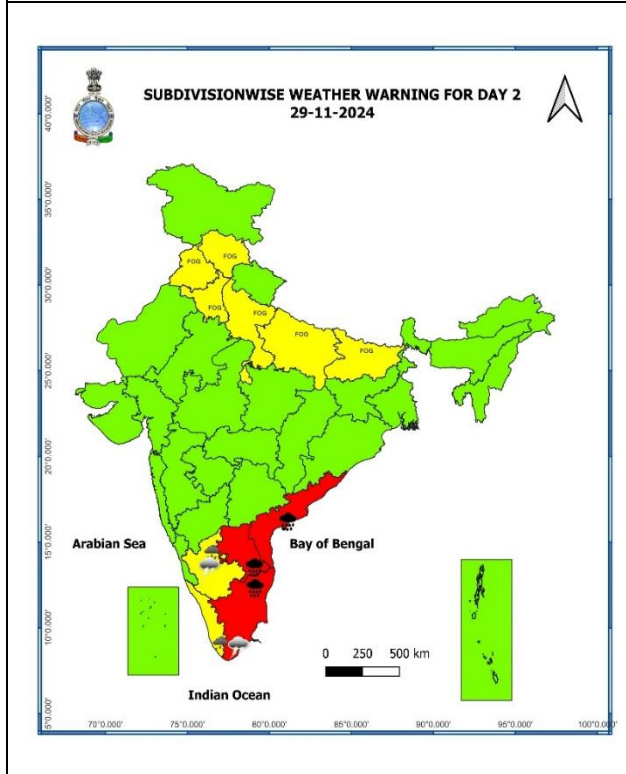 SUBDIVISIONWISE WEATHER WARNING FOR DAY 2
29-11-2024
40°0.000'
35°0.000'
30°0.000'
25°0.000'
20°0.000'
15°0.000'
10°0.000'
5°0.000'
FOG
FOG
FOG
FOG
FOG
FOG
Arabian Sea
Bay of Bengal
0 250 500 km
Indian Ocean
70°0.000' 75°0.000' 80°0.000' 85°0.000' 90°0.000' 95°0.000' 100°0.000'